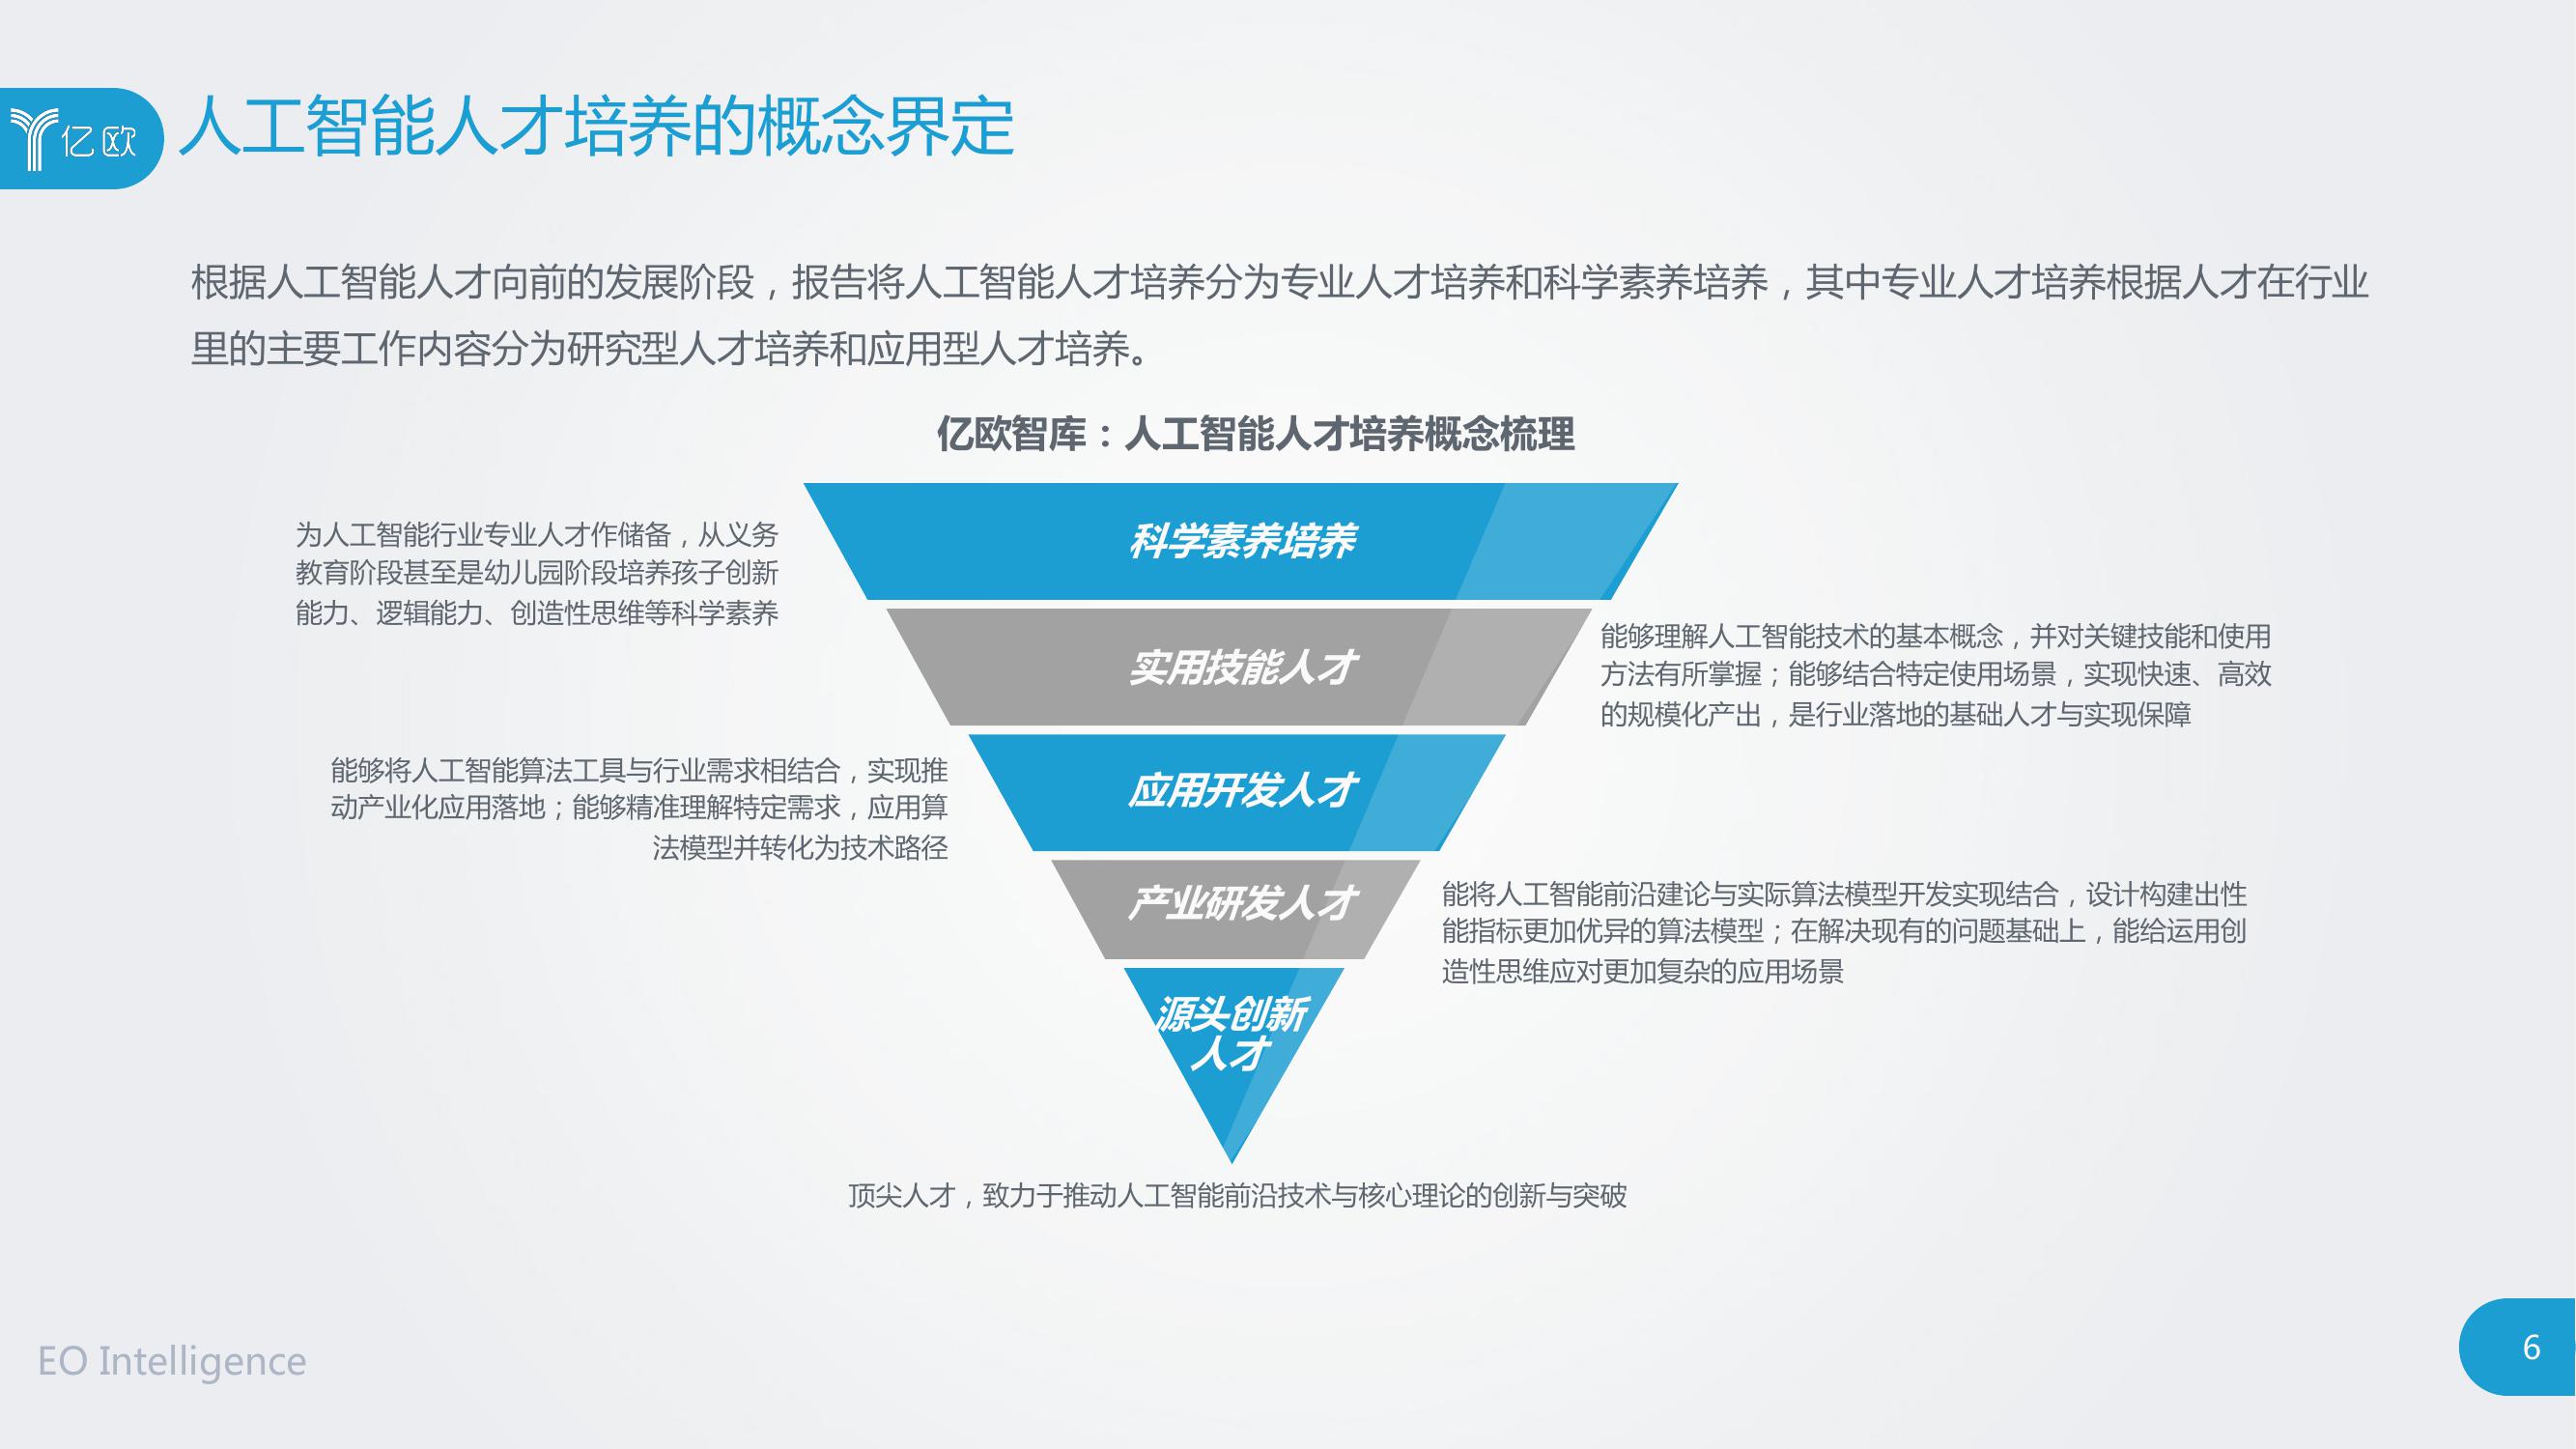 亿欧
人工智能人才培养的概念界定
根据人工智能人才向前的发展阶段，报告将人工智能人才培养分为专业人才培养和科学素养培养，其中专业人才培养根据人才在行业
里的主要工作内容分为研究型人才培养和应用型人才培养。
亿欧智库：人工智能人才培养概念梳理
科学素养培养
为人工智能行业专业人才作储备，从义务
教育阶段甚至是幼儿园阶段培养孩子创新
能力、逻辑能力、创造性思维等科学素养
实用技能人才
能够理解人工智能技术的基本概念，并对关键技能和使用
方法有所掌握；能够结合特定使用场景，实现快速、高效
的规模化产出，是行业落地的基础人才与实现保障
应用开发人才
能够将人工智能算法工具与行业需求相结合，实现推
动产业化应用落地；能够精准理解特定需求，应用算
法模型并转化为技术路径
产业研发人才
能将人工智能前沿建论与实际算法模型开发实现结合，设计构建出性
能指标更加优异的算法模型；在解决现有的问题基础上，能给运用创
造性思维应对更加复杂的应用场景
源头创新
人才
顶尖人才，致力于推动人工智能前沿技术与核心理论的创新与突破
EO Intelligence
6